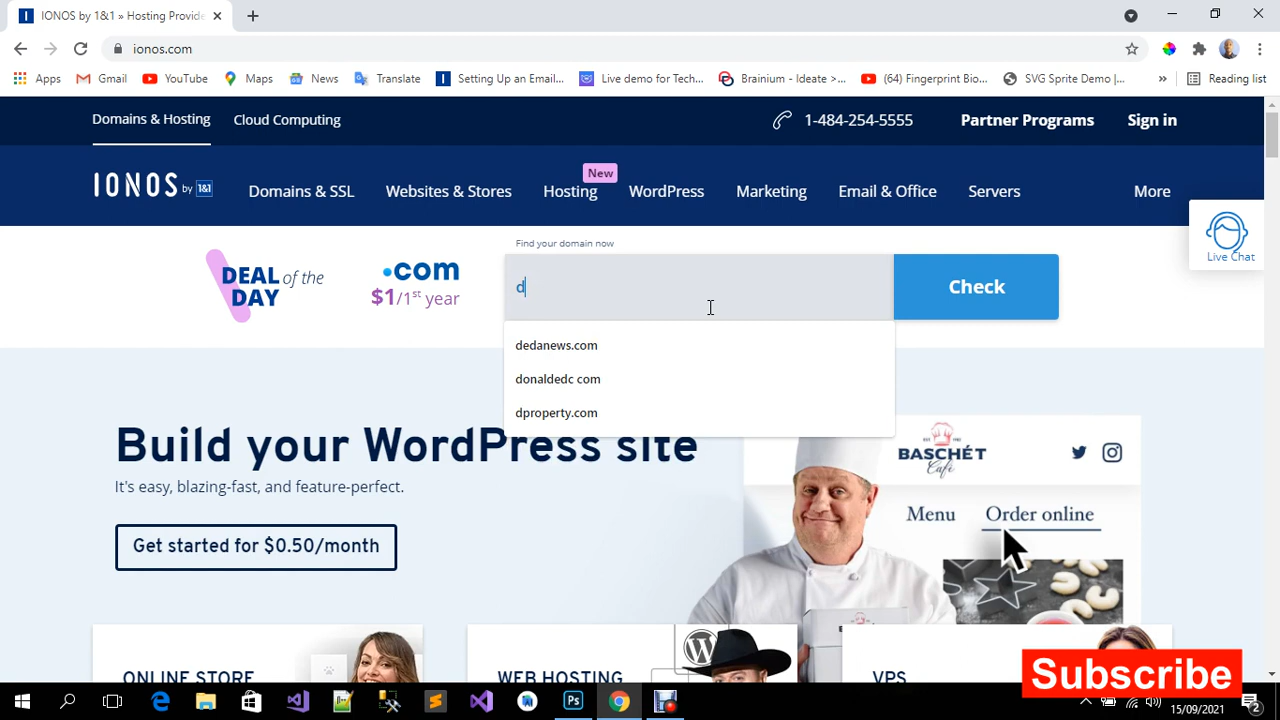 IONOS by 1&1 » Hosting Provide
ionos.com
Apps Gmail YouTube Maps News Translate Setting Up an Email... Live demo for Tech... Brainium - Ideate >... (64) Fingerprint Bio... SVG Sprite Demo |... » Reading list
Domains & Hosting Cloud Computing 1-484-254-5555 Partner Programs Sign in
New
IONOS by 1&1 Domains & SSL Websites & Stores Hosting WordPress Marketing Email & Office Servers More
Find your domain now
DEAL of the
DAY
.com
$1/1st year
d
Check
Live Chat
dedanews.com
donaldedc com
dproperty.com
Build your WordPress site
It's easy, blazing-fast, and feature-perfect.
Get started for $0.50/month
BASCHÉT
Café
Menu Order online
ONLINE STORE
WEB HOSTING
VPS
Subscribe
15/09/2021
2